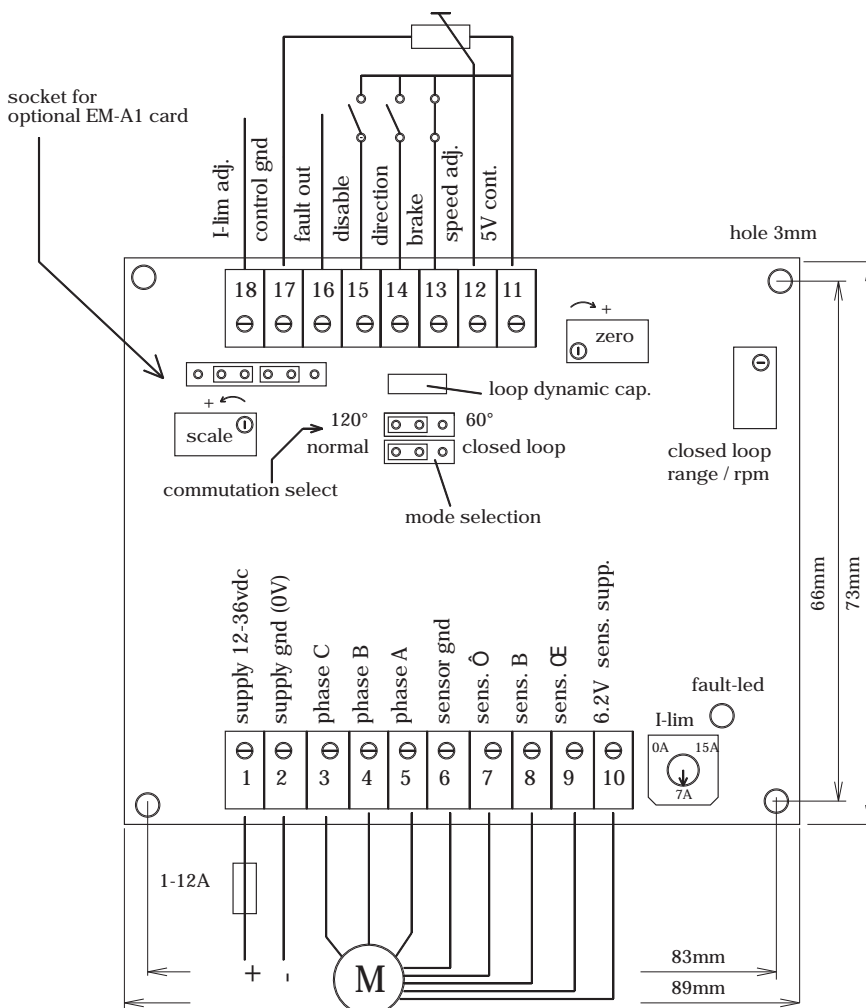 socket for
optional EM-A1 card
I-lim adj.
control gnd
fault out
disable
direction
brake
speed adj.
5V cont.
hole 3mm
18 17 16 15 14 13 12 11
+
zero
loop dynamic cap.
+
scale
120° 60°
normal closed loop
commutation select
mode selection
closed loop
range / rpm
66mm
73mm
supply 12-36vdc
supply gnd (0V)
phase C
phase B
phase A
sensor gnd
sens. Ô
sens. B
sens. Œ
6.2V sens. supp.
fault-led
I-lim
0A 15A
7A
1 2 3 4 5 6 7 8 9 10
1-12A
+ -
M
83mm
89mm